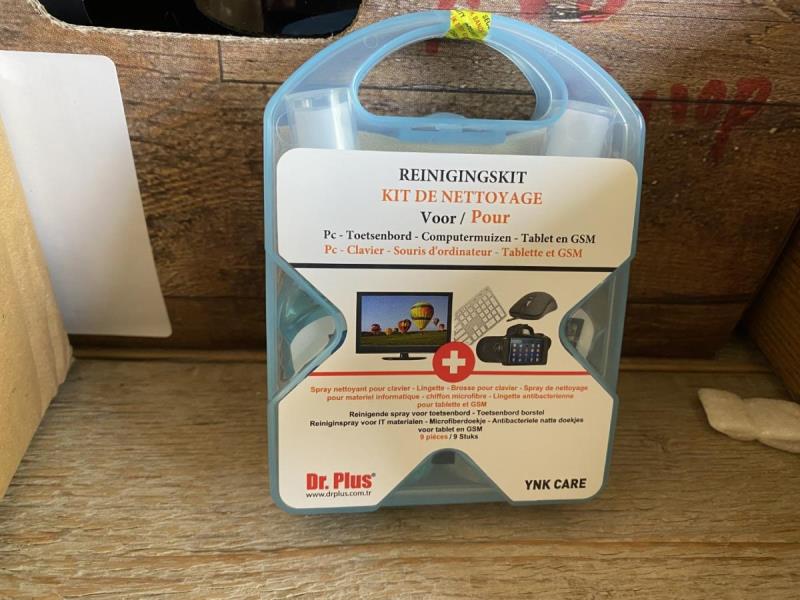 REINIGINGSKIT
KIT DE NETTOYAGE
Voor / Pour
Pc - Toetsenbord - Computermuizen - Tablet en GSM
Pc - Clavier - Souris d'ordinateur - Tablette et GSM
Spray nettoyant pour clavier - Lingette - Brosse pour clavier - Spray de nettoyage
pour materiel informatique - chiffon microfibre - Lingette antibacterienne
pour tablette et GSM
Reinigende spray voor toetsenbord - Toetsenbord borstel
Reiniginspray voor IT materialen - Microfiberdoekje - Antibacteriele natte doekjes
voor tablet en GSM
9 pièces / 9 Stuks
Dr. Plus®
www.drplus.com.tr
YNK CARE